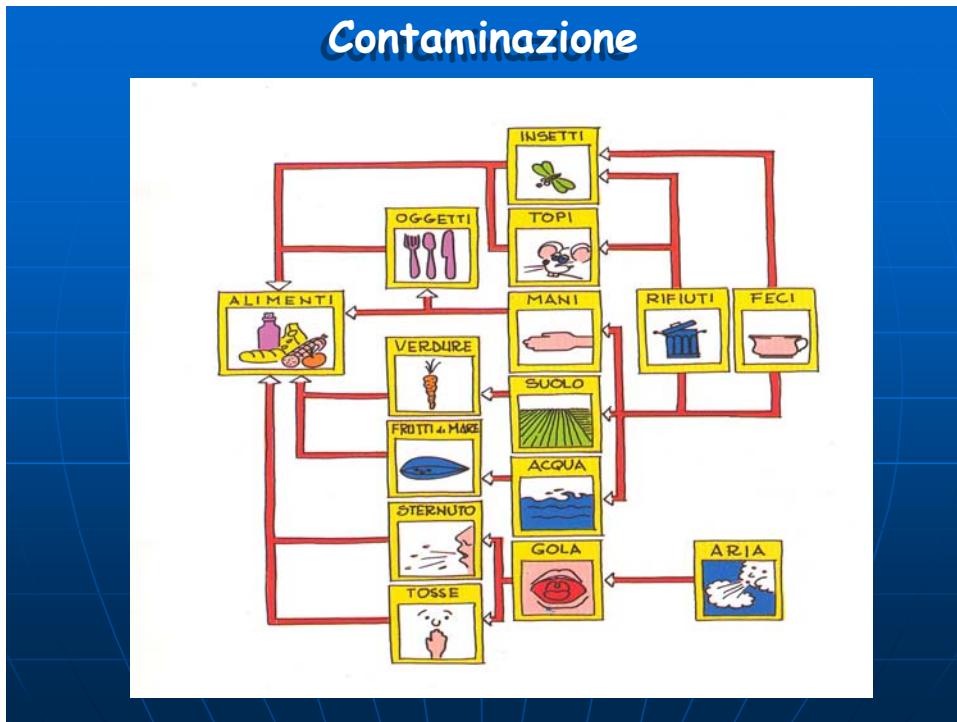 Contaminazione
INSETTI
OGGETTI
TOPI
ALIMENTI
MANI
RIFIUTI
FECI
VERDURE
SUOLO
FRUTTI di MARE
ACQUA
STERNUTO
GOLA
ARIA
TOSSE